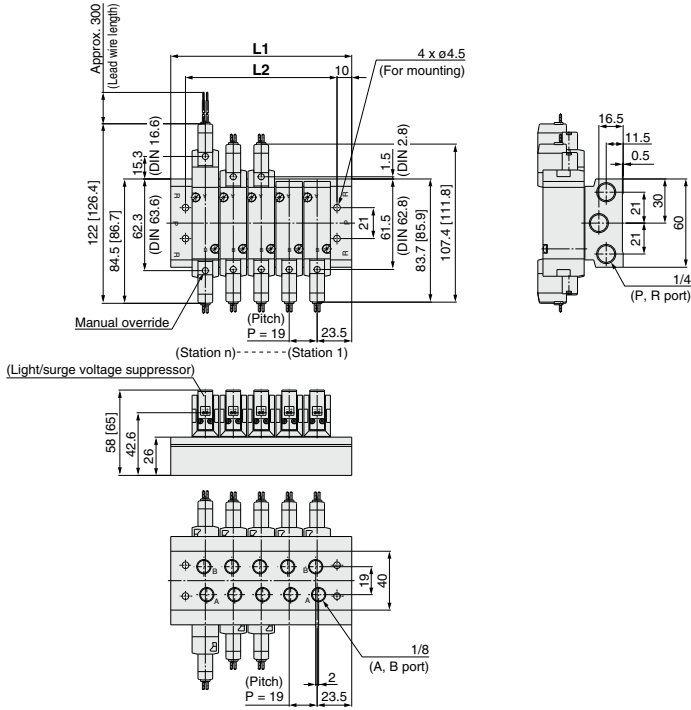 Approx. 300
(Lead wire length)
L1
L2
10
4 x ø4.5
(For mounting)
(DIN 16.6)
15.3
(DIN 2.8)
1.5
122 [126.4]
84.5 [86.7]
62.3
(DIN 63.6)
R
P
R
R
P
R
21
61.5
(DIN 62.8)
83.7 [85.9]
107.4 [111.8]
Manual override
(Pitch)
P = 19
23.5
(Station n)
(Station 1)
16.5
11.5
0.5
21
21
30
60
1/4
(P, R port)
(Light/surge voltage suppressor)
58 [65]
42.6
26
B
B
A
A
19
40
1/8
(A, B port)
2
(Pitch)
P = 19
23.5